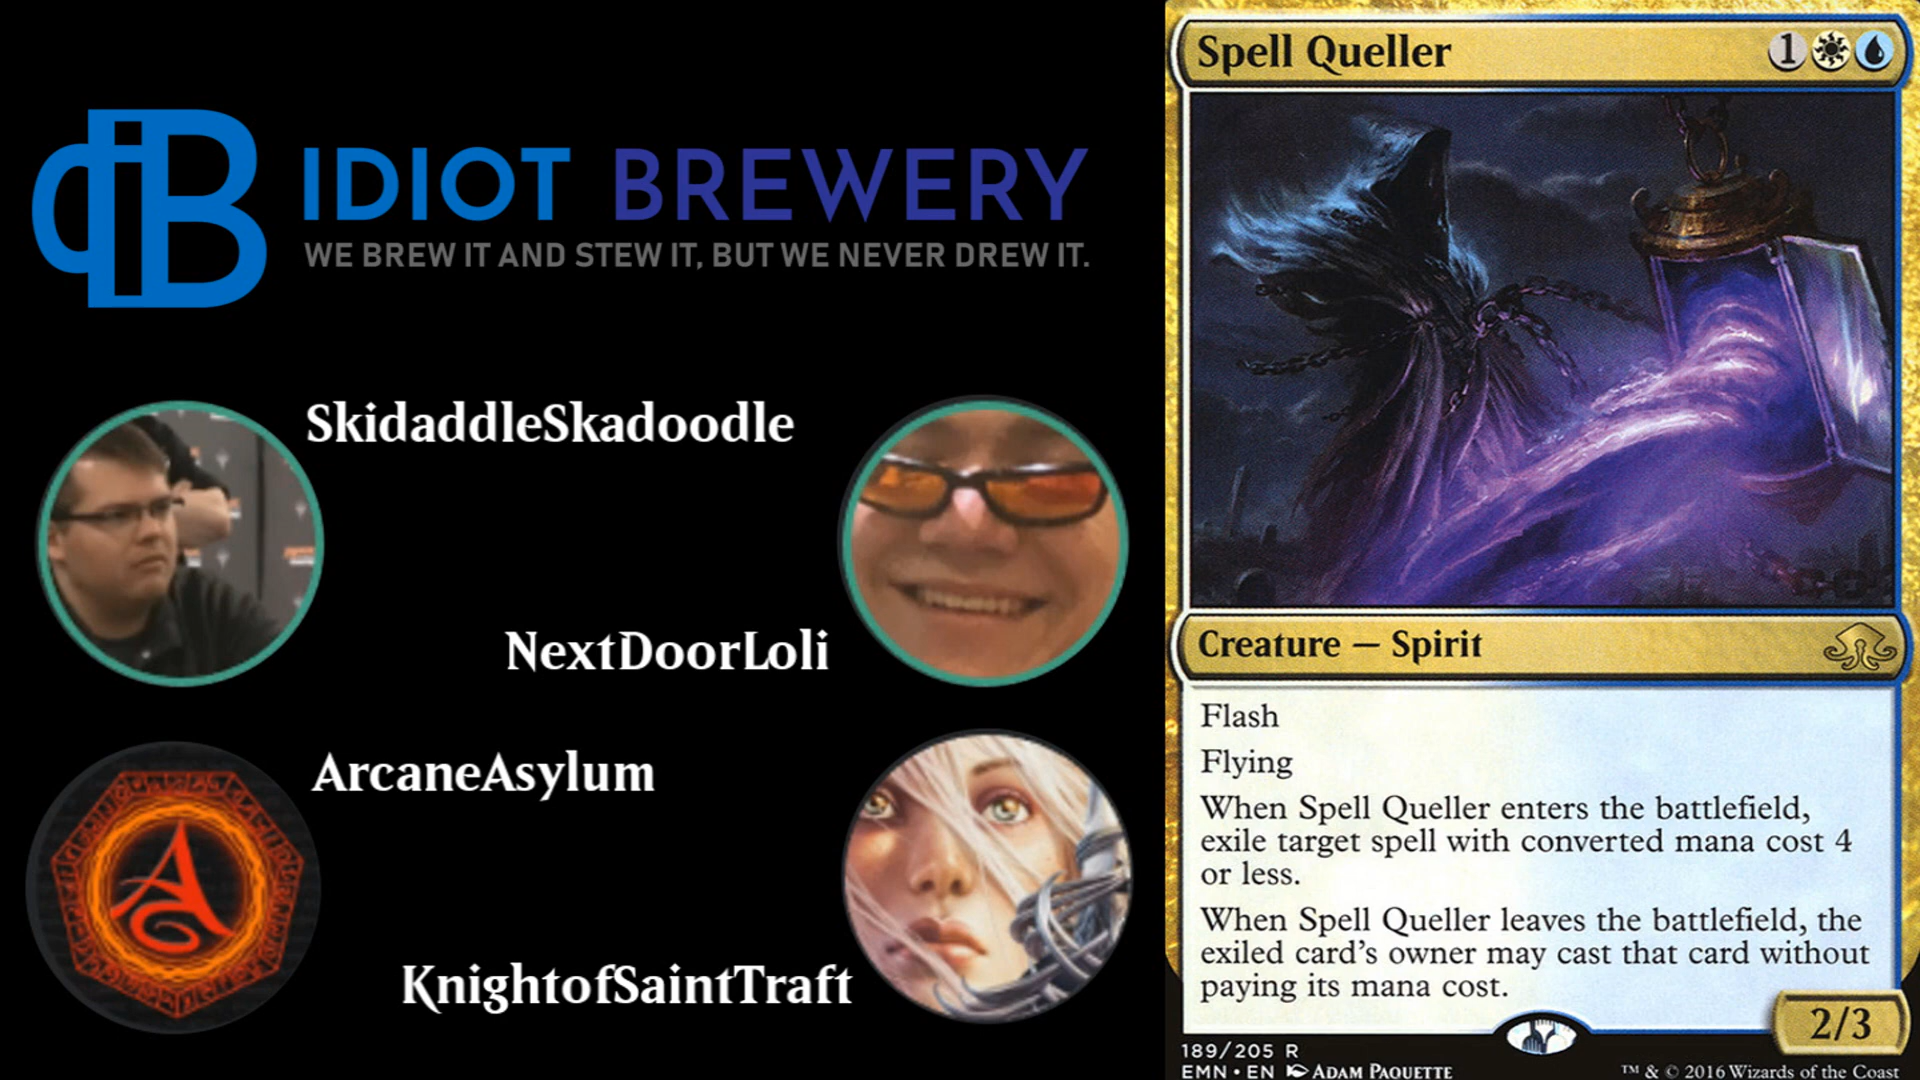 iB IDIOT BREWERY
WE BREW IT AND STEW IT, BUT WE NEVER DREW IT.
SkidaddleSkadoodle
NextDoorLoli
ArcaneAsylum
KnightofSaintTraft
Spell Queller 1
Creature — Spirit
Flash
Flying
When Spell Queller enters the battlefield,
exile target spell with converted mana cost 4
or less.
When Spell Queller leaves the battlefield, the
exiled card's owner may cast that card without
paying its mana cost.
2/3
189/205 R
EMN • EN ADAM PAQUETTE
™ & © 2016 Wizards of the Coast